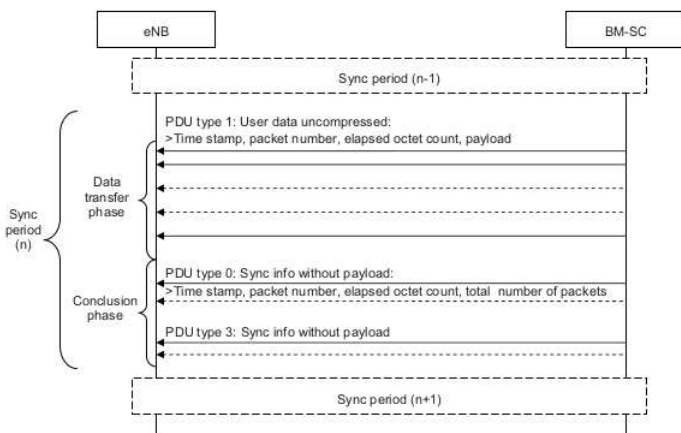 eNB
BM-SC
Sync period (n-1)
PDU type 1: User data uncompressed:
>Time stamp, packet number, elapsed octet count, payload
Data
transfer
phase
Sync
period
(n)
PDU type 0: Sync info without payload:
>Time stamp, packet number, elapsed octet count, total number of packets
Conclusion
phase
PDU type 3: Sync info without payload
Sync period (n+1)